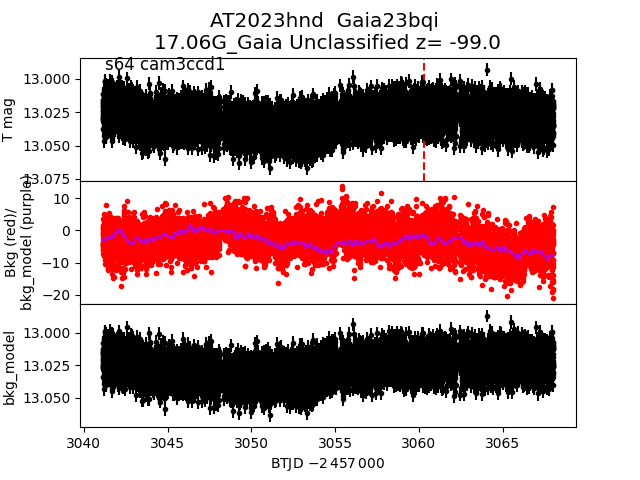 AT2023hnd  Gaia23bqi
17.06G_Gaia Unclassified z= -99.0
s64 cam3ccd1
T mag
13.000
13.025
13.050
13.075
Bkg (red)/
bkg_model (purple)
10
0
−10
−20
bkg_model
13.000
13.025
13.050
3040
3045
3050
3055
3060
3065
BTJD −2 457 000